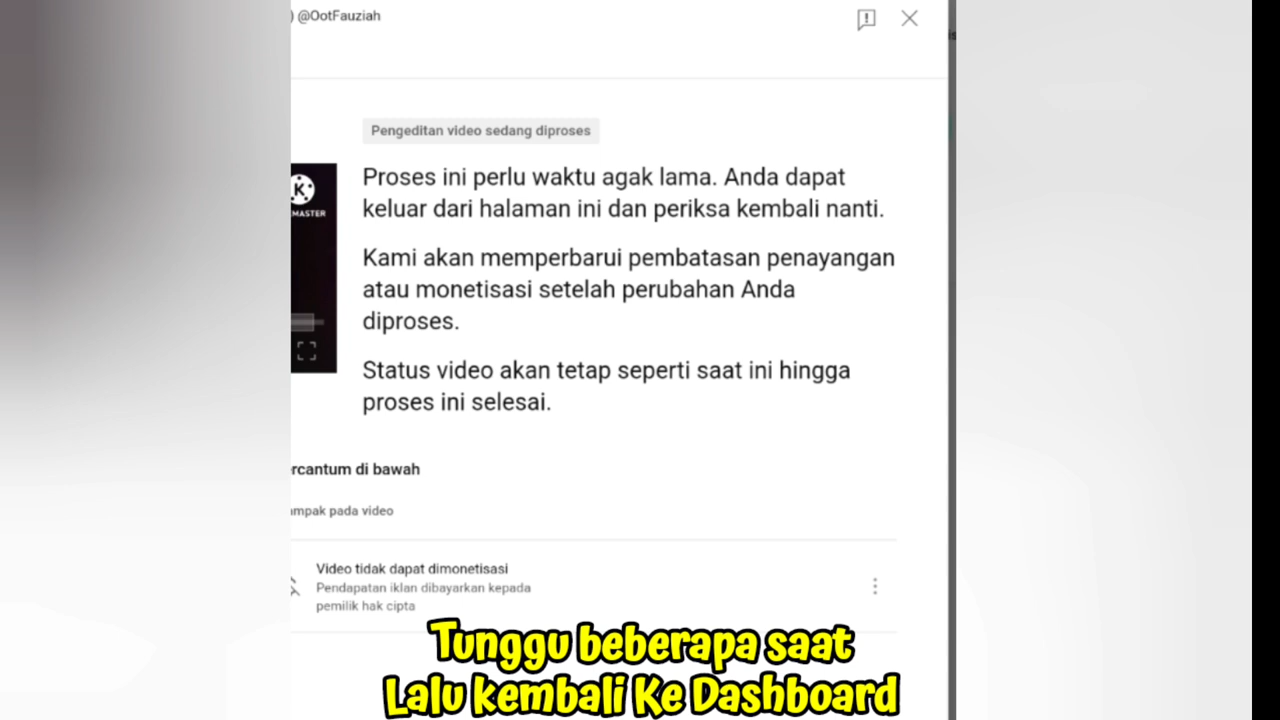 ) @OotFauziah
Pengeditan video sedang diproses
Proses ini perlu waktu agak lama. Anda dapat
keluar dari halaman ini dan periksa kembali nanti.
K
MASTER
Kami akan memperbarui pembatasan penayangan
atau monetisasi setelah perubahan Anda
diproses.
Status video akan tetap seperti saat ini hingga
proses ini selesai.
rcantum di bawah
ampak pada video
Video tidak dapat dimonetisasi
Pendapatan iklan dibayarkan kepada
pemilik hak cipta
Tunggu beberapa saat
Lalu kembali Ke Dashboard